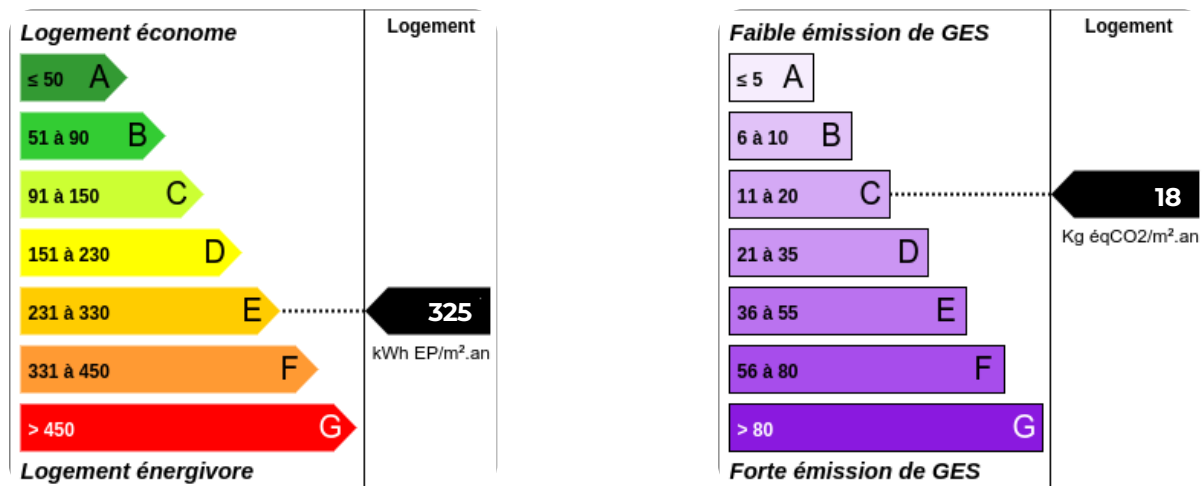 Logement économe
Logement
≤ 50 A
51 à 90 B
91 à 150 C
151 à 230 D
231 à 330 E
325
kWh EP/m².an
331 à 450 F
> 450 G
Logement énergivore
Faible émission de GES
Logement
≤ 5 A
6 à 10 B
11 à 20 C
18
Kg éqCO2/m².an
21 à 35 D
36 à 55 E
56 à 80 F
> 80 G
Forte émission de GES